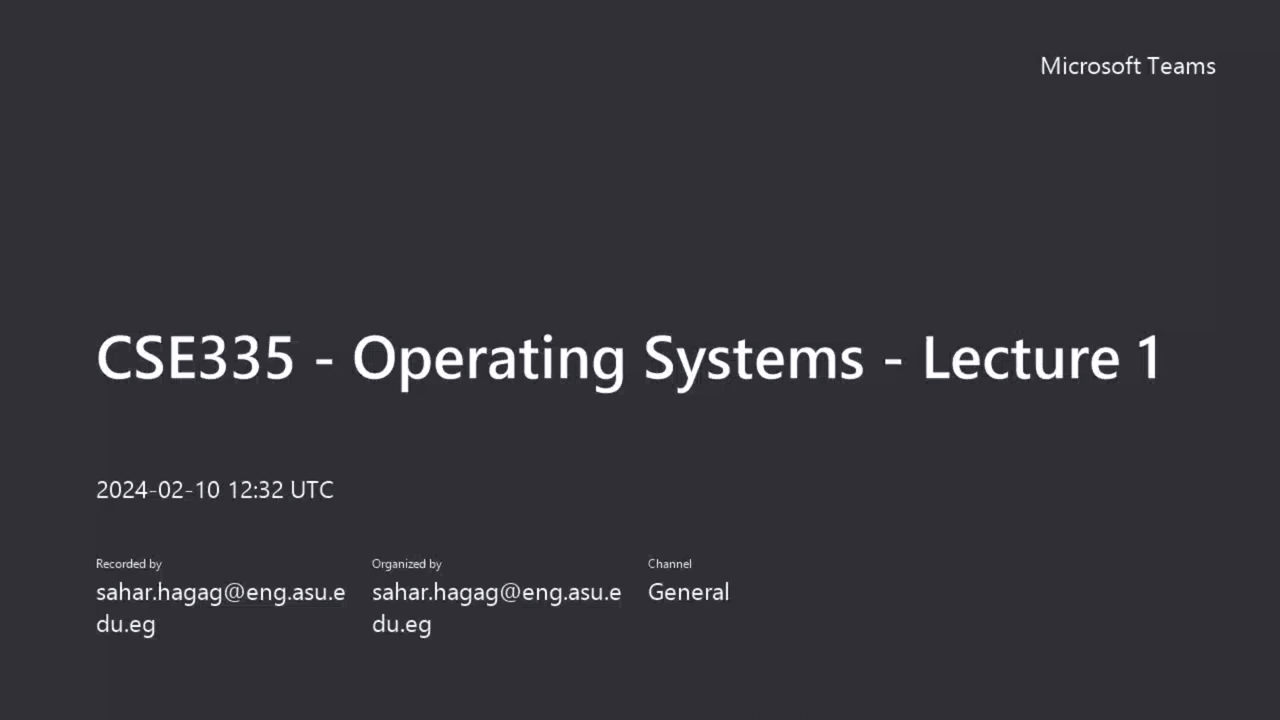 Microsoft Teams
CSE335 - Operating Systems - Lecture 1
2024-02-10 12:32 UTC
Recorded by
sahar.hagag@eng.asu.e
du.eg
Organized by
sahar.hagag@eng.asu.e
du.eg
Channel
General